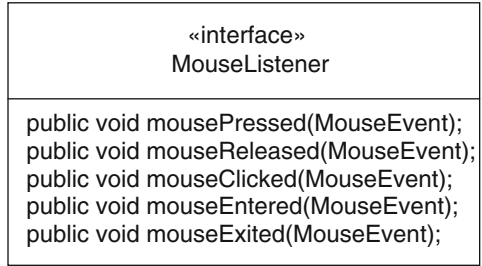 «interface»
MouseListener
public void mousePressed(MouseEvent);
public void mouseReleased(MouseEvent);
public void mouseClicked(MouseEvent);
public void mouseEntered(MouseEvent);
public void mouseExited(MouseEvent);